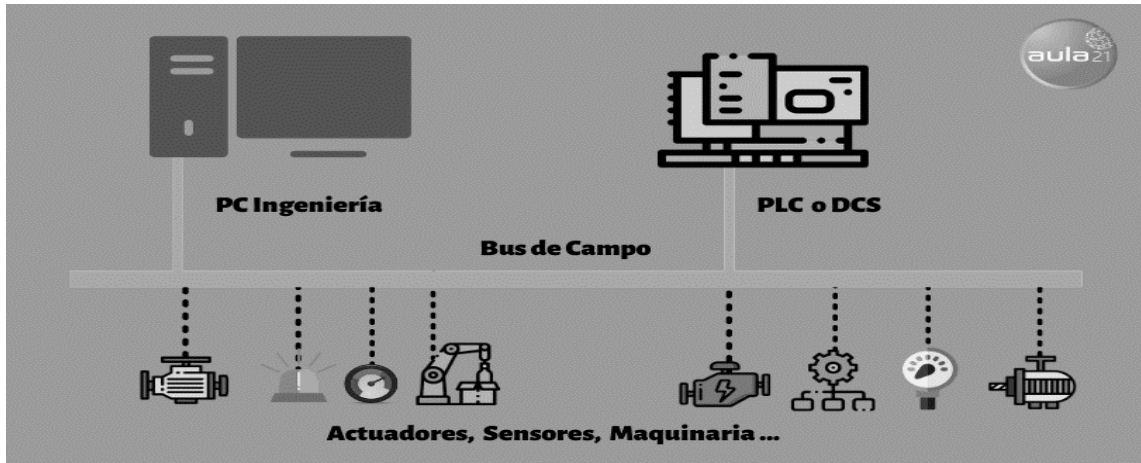 aula21
PC Ingeniería
PLC o DCS
Bus de Campo
Actuadores, Sensores, Maquinaria ...